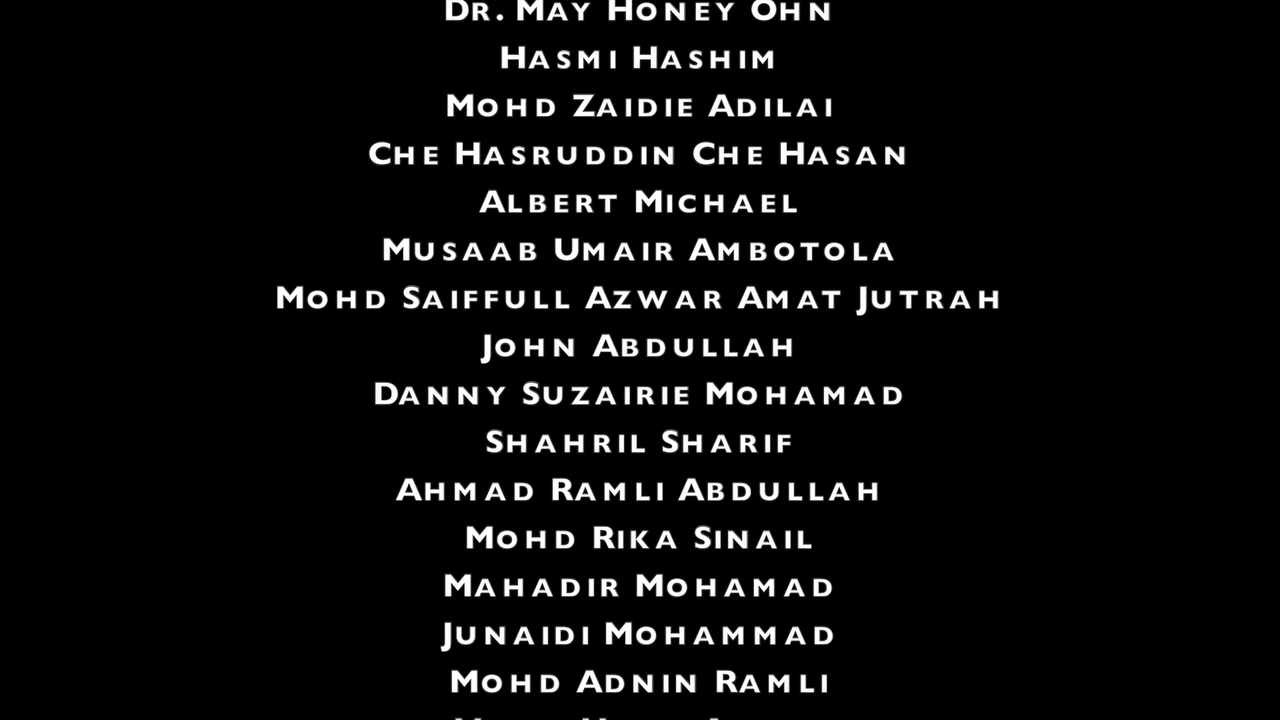 Dr. May Honey Ohn
Hasmi Hashim
Mohd Zaidie Adilai
Che Hasruddin Che Hasan
Albert Michael
Musaab Umair Ambotola
Mohd Saiffull Azwar Amat Jutrah
John Abdullah
Danny Suzairie Mohamad
Shahril Sharif
Ahmad Ramli Abdullah
Mohd Rika Sinail
Mahadir Mohamad
Junaidi Mohammad
Mohd Adnin Ramli